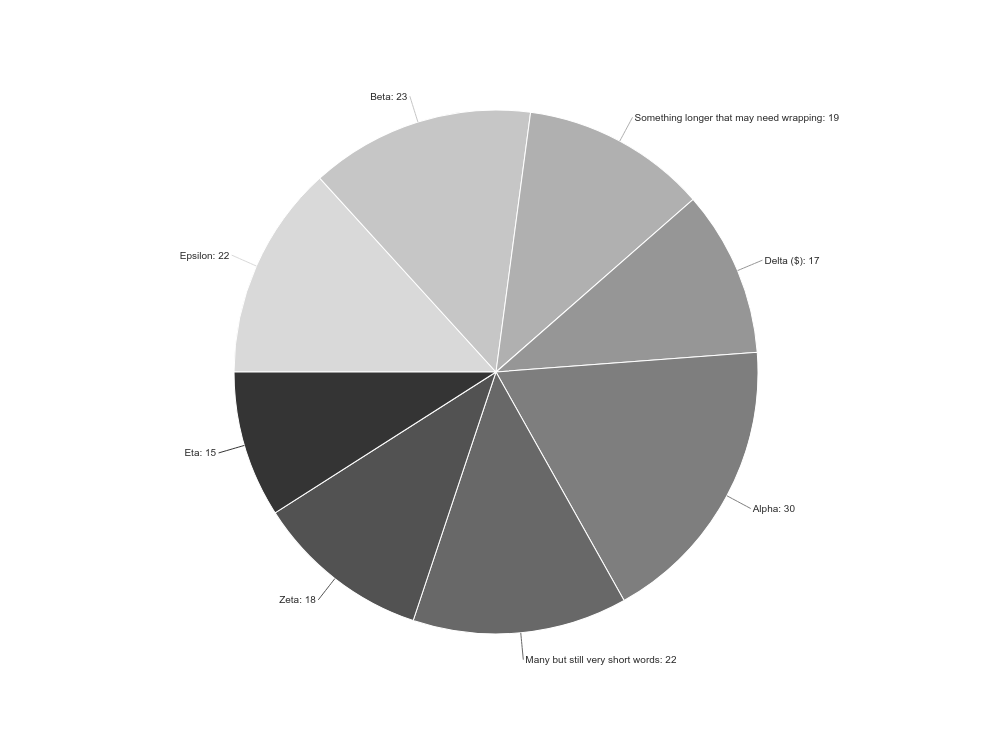 Beta: 23
Something longer that may need wrapping: 19
Epsilon: 22
Delta ($): 17
Eta: 15
Alpha: 30
Zeta: 18
Many but still very short words: 22